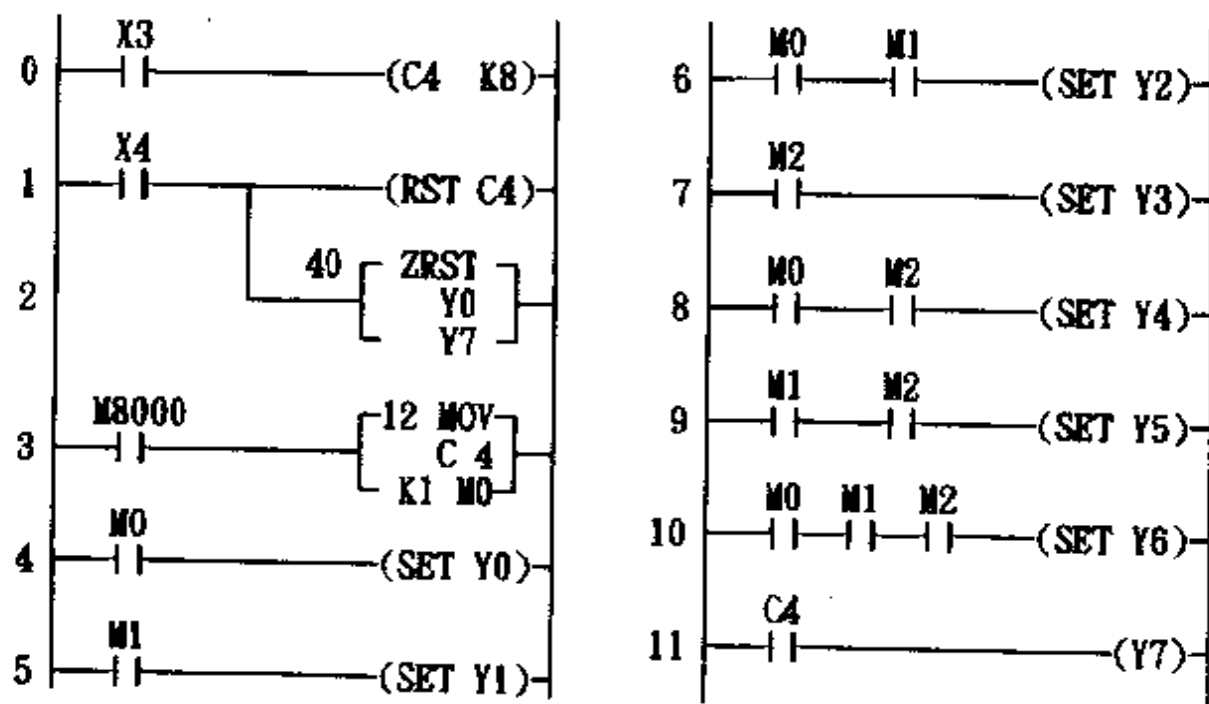 X3
0 (C4 K8)
X4
1 (RST C4)
40 ZRST
2 Y0
Y7
M8000
12 MOV
3 C 4
K1 M0
M0
4 (SET Y0)
M1
5 (SET Y1)
M0 M1
6 (SET Y2)
M2
7 (SET Y3)
M0 M2
8 (SET Y4)
M1 M2
9 (SET Y5)
M0 M1 M2
10 (SET Y6)
C4
11 (Y7)